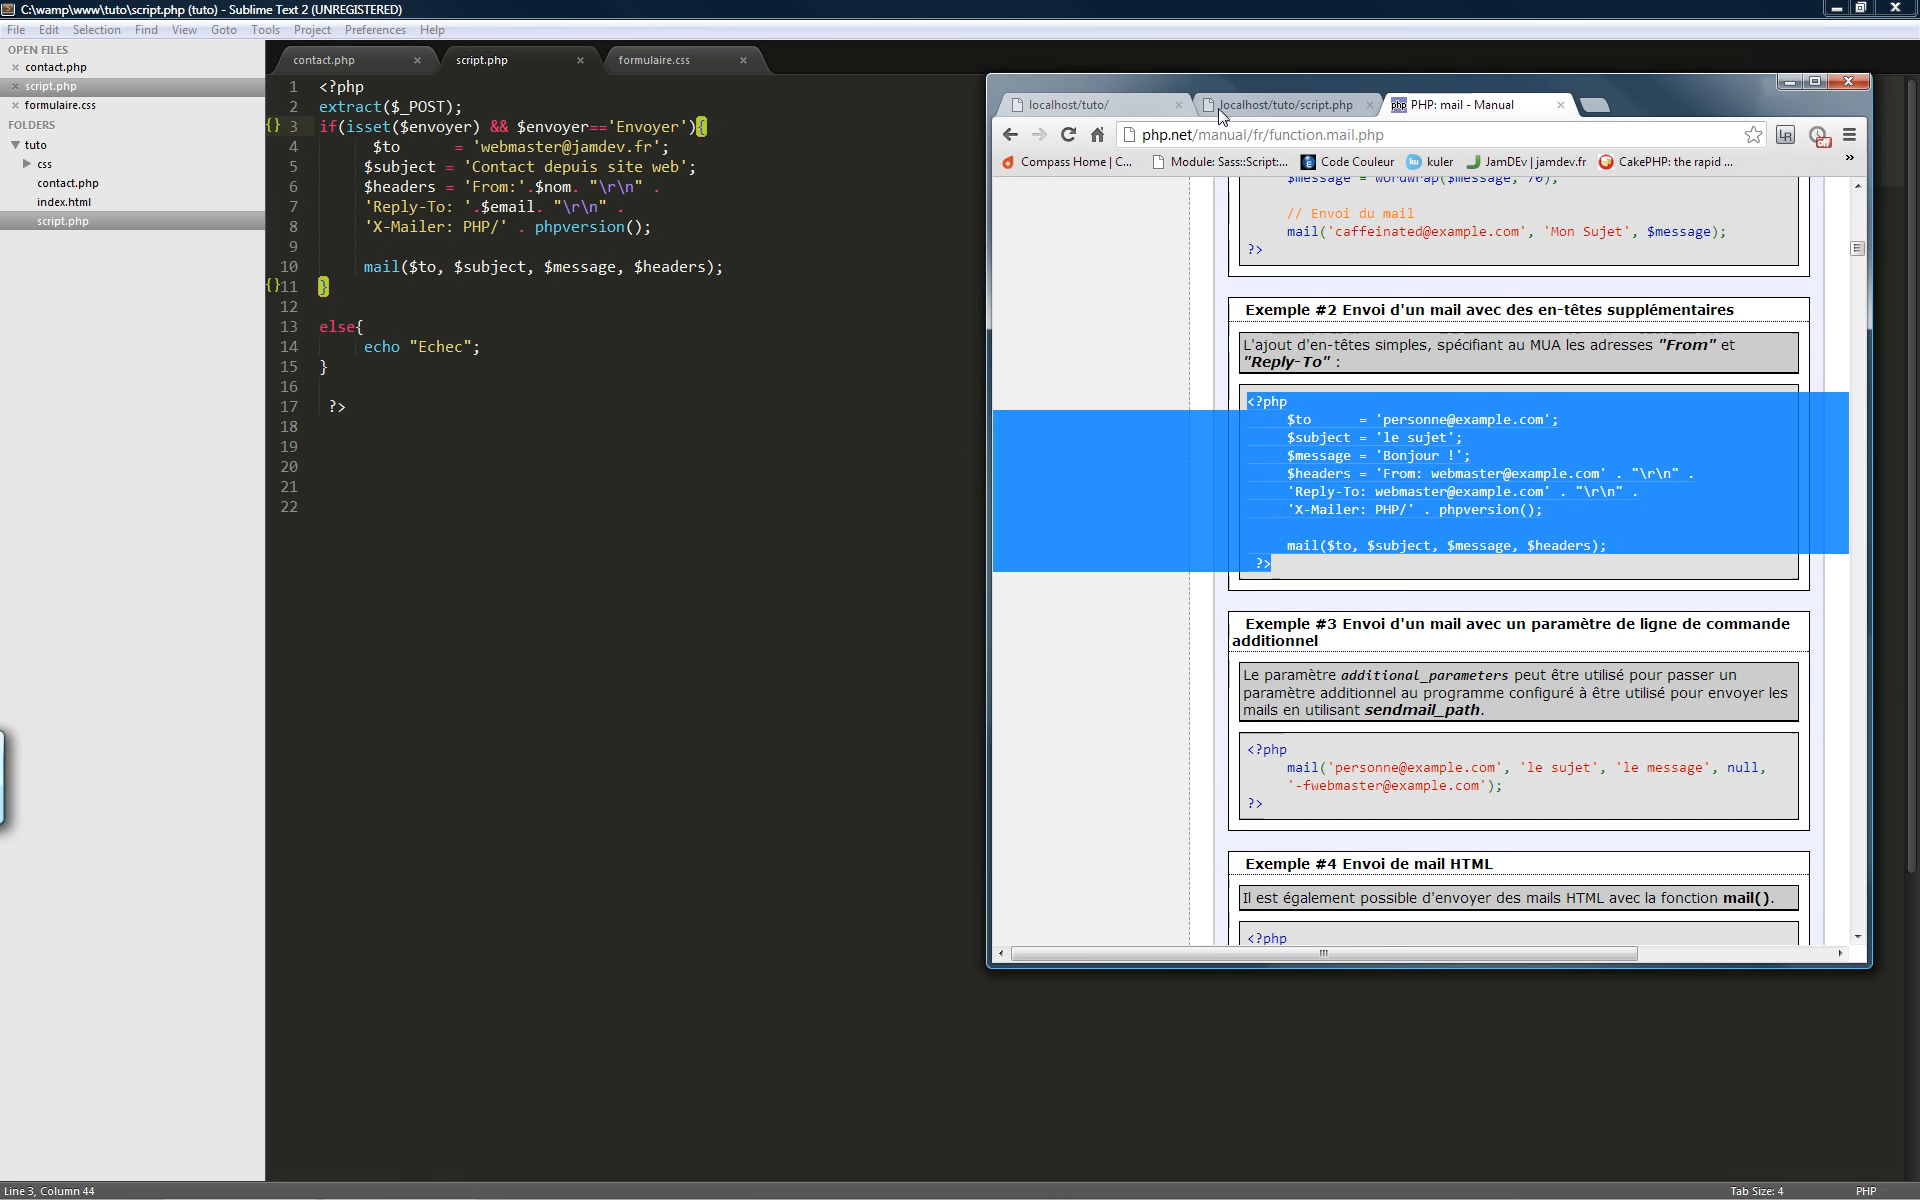 C:\wamp\www\tuto\script.php (tuto) - Sublime Text 2 (UNREGISTERED)
File Edit Selection Find View Goto Tools Project Preferences Help
OPEN FILES
contact.php
script.php
formulaire.css
FOLDERS
tuto
css
contact.php
index.html
script.php
contact.php script.php formulaire.css
1 <?php
2 extract($_POST);
3 if(isset($envoyer) && $envoyer=='Envoyer'){
4 $to = 'webmaster@jamdev.fr';
5 $subject = 'Contact depuis site web';
6 $headers = 'From:'.$nom. "\r\n" .
7 'Reply-To: '.$email. "\r\n" .
8 'X-Mailer: PHP/' . phpversion();
9
10 mail($to, $subject, $message, $headers);
11 }
12
13 else{
14 echo "Echec";
15 }
16
17 ?>
18
19
20
21
22
localhost/tuto/ localhost/tuto/script.php PHP: mail - Manual
php.net/manual/fr/function.mail.php
Compass Home | C... Module: Sass::Script:... Code Couleur kuler JamDEv | jamdev.fr CakePHP: the rapid ... »
$message = wordwrap($message, 70);
// Envoi du mail
mail('caffeinated@example.com', 'Mon Sujet', $message);
?>
Exemple #2 Envoi d'un mail avec des en-têtes supplémentaires
L'ajout d'en-têtes simples, spécifiant au MUA les adresses "From" et
"Reply-To" :
<?php
$to = 'personne@example.com';
$subject = 'le sujet';
$message = 'Bonjour !';
$headers = 'From: webmaster@example.com' . "\r\n" .
'Reply-To: webmaster@example.com' . "\r\n" .
'X-Mailer: PHP/' . phpversion();
mail($to, $subject, $message, $headers);
?>
Exemple #3 Envoi d'un mail avec un paramètre de ligne de commande
additionnel
Le paramètre additional_parameters peut être utilisé pour passer un
paramètre additionnel au programme configuré à être utilisé pour envoyer les
mails en utilisant sendmail_path.
<?php
mail('personne@example.com', 'le sujet', 'le message', null,
'-fwebmaster@example.com');
?>
Exemple #4 Envoi de mail HTML
Il est également possible d'envoyer des mails HTML avec la fonction mail().
<?php
Line 3, Column 44
Tab Size: 4 PHP